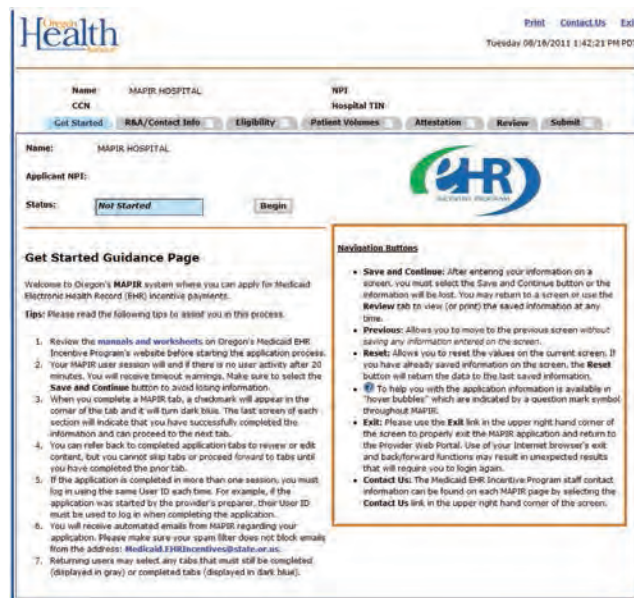 Oregon
Health
Authority
Print Contact Us Exi
Tuesday 08/16/2011 1:42:21 PM PDT
Name MAPIR HOSPITAL NPI
CCN Hospital TIN
Get Started R&A/Contact Info Eligibility Patient Volumes Attestation Review Submit
Name: MAPIR HOSPITAL
Applicant NPI:
Status: Not Started Begin
EHR
INCENTIVE PROGRAM
Get Started Guidance Page
Welcome to Oregon's MAPIR system where you can apply for Medicaid
Electronic Health Record (EHR) incentive payments.
Tips: Please read the following tips to assist you in this process.
1. Review the manuals and worksheets on Oregon's Medicaid EHR
Incentive Program's website before starting the application process.
2. Your MAPIR user session will end if there is no user activity after 20
minutes. You will receive timeout warnings. Make sure to select the
Save and Continue button to avoid losing information.
3. When you complete a MAPIR tab, a checkmark will appear in the
corner of the tab and it will turn dark blue. The last screen of each
section will indicate that you have successfully completed the
information and can proceed to the next tab.
4. You can refer back to completed application tabs to review or edit
content, but you cannot skip tabs or proceed forward to tabs until
you have completed the prior tab.
5. If the application is completed in more than one session, you must
log in using the same User ID each time. For example, if the
application was started by the provider's preparer, their User ID
must be used to log in when completing the application.
6. You will receive automated emails from MAPIR regarding your
application. Please make sure your spam filter does not block emails
from the address: Medicaid.EHRIncentives@state.or.us.
7. Returning users may select any tabs that must still be completed
(displayed in gray) or completed tabs (displayed in dark blue).
Navigation Buttons
• Save and Continue: After entering your information on a
screen, you must select the Save and Continue button or the
information will be lost. You may return to a screen or use the
Review tab to view (or print) the saved information at any
time.
• Previous: Allows you to move to the previous screen without
saving any information entered on the screen.
• Reset: Allows you to reset the values on the current screen. If
you have already saved information on the screen, the Reset
button will return the data to the last saved information.
• ? To help you with the application information is available in
"hover bubbles" which are indicated by a question mark symbol
throughout MAPIR.
• Exit: Please use the Exit link in the upper right hand corner of
the screen to properly exit the MAPIR application and return to
the Provider Web Portal. Use of your Internet browser's exit
and back/forward functions may result in unexpected results
that will require you to login again.
• Contact Us: The Medicaid EHR Incentive Program staff contact
information can be found on each MAPIR page by selecting the
Contact Us link in the upper right hand corner of the screen.